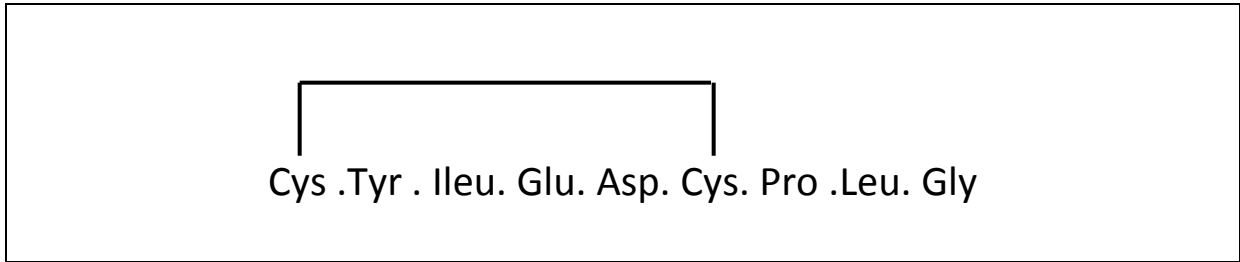 Cys .Tyr . Ileu. Glu. Asp. Cys. Pro .Leu. Gly